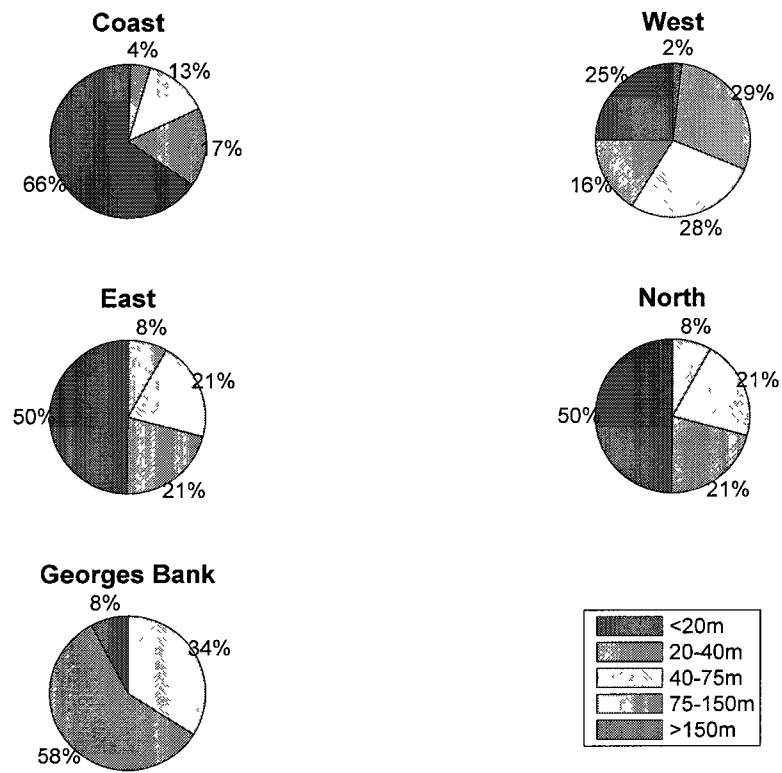 Coast
4%
13%
17%
66%
West
2%
25%
29%
16%
28%
East
8%
21%
50%
21%
North
8%
21%
50%
21%
Georges Bank
8%
34%
58%
<20m
20-40m
40-75m
75-150m
>150m